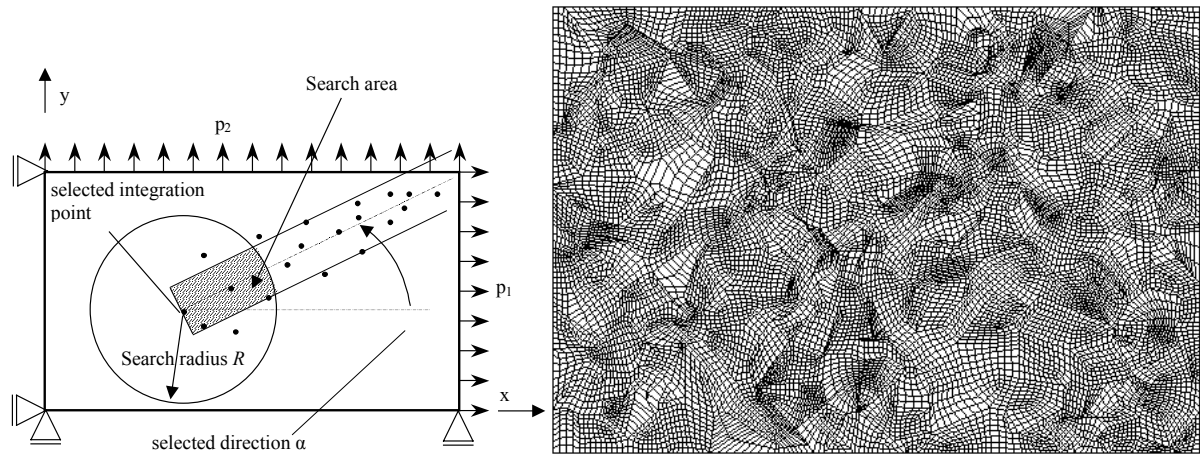 Search area
y
p2
selected integration
point
p1
Search radius R
x
selected direction α